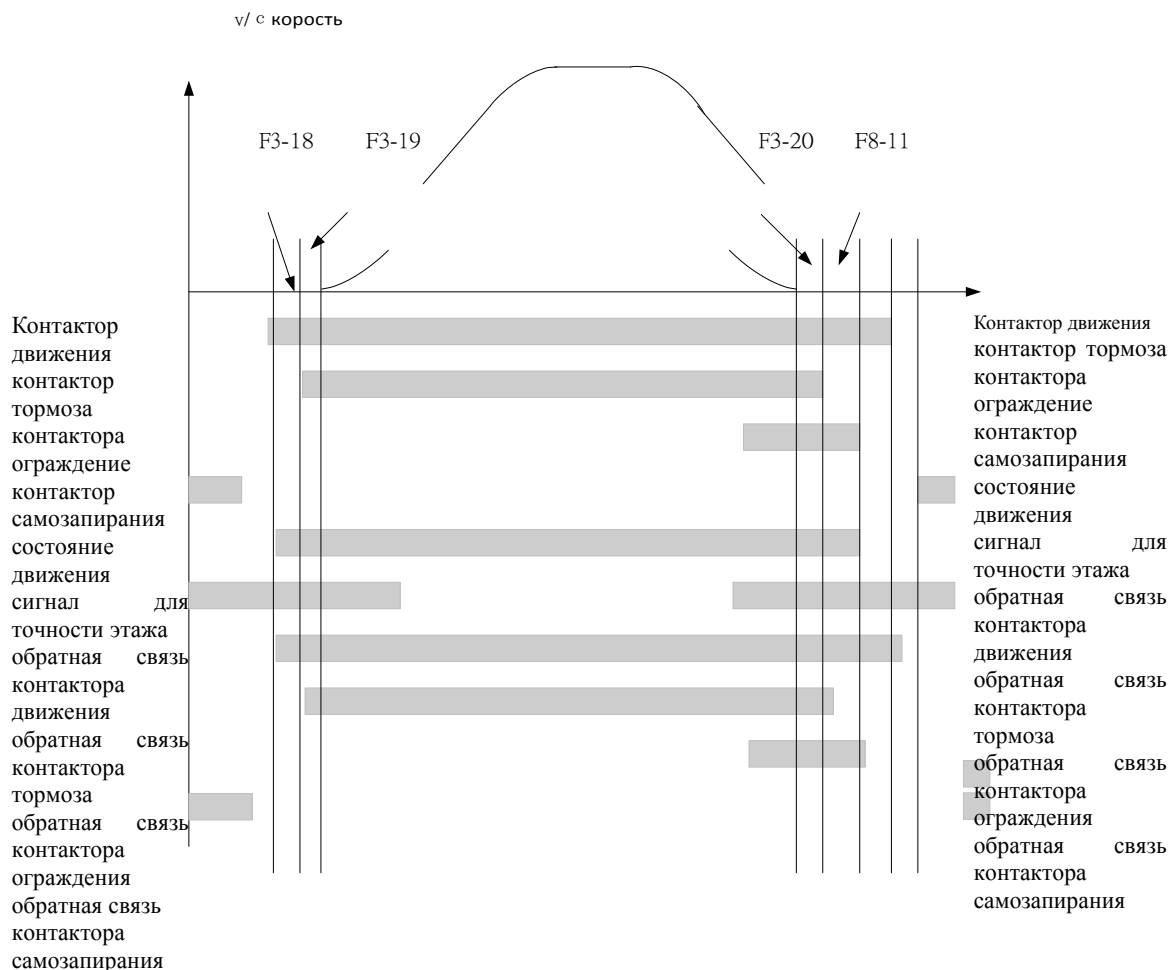 v/ с корость
F3-18
F3-19
F3-20
F8-11
Контактор
движения
контактор
тормоза
контактора
ограждение
контактор
самозапирания
состояние
движения
сигнал для
точности этажа
обратная связь
контактора
движения
обратная связь
контактора
тормоза
обратная связь
контактора
ограждения
обратная связь
контактора
самозапирания
Контактор движения
контактор тормоза
контактора
ограждение
контактор
самозапирания
состояние
движения
сигнал для
точности этажа
обратная связь
контактора
движения
обратная связь
контактора
тормоза
обратная связь
контактора
ограждения
обратная связь
контактора
самозапирания